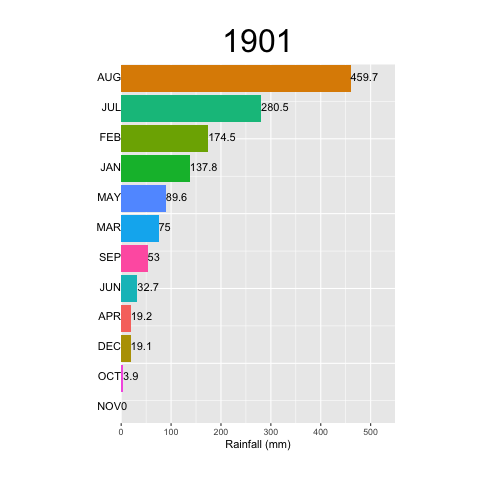 1901
AUG 459.7
JUL 280.5
FEB 174.5
JAN 137.8
MAY 89.6
MAR 75
SEP 53
JUN 32.7
APR 19.2
DEC 19.1
OCT 3.9
NOV 0
0 100 200 300 400 500
Rainfall (mm)